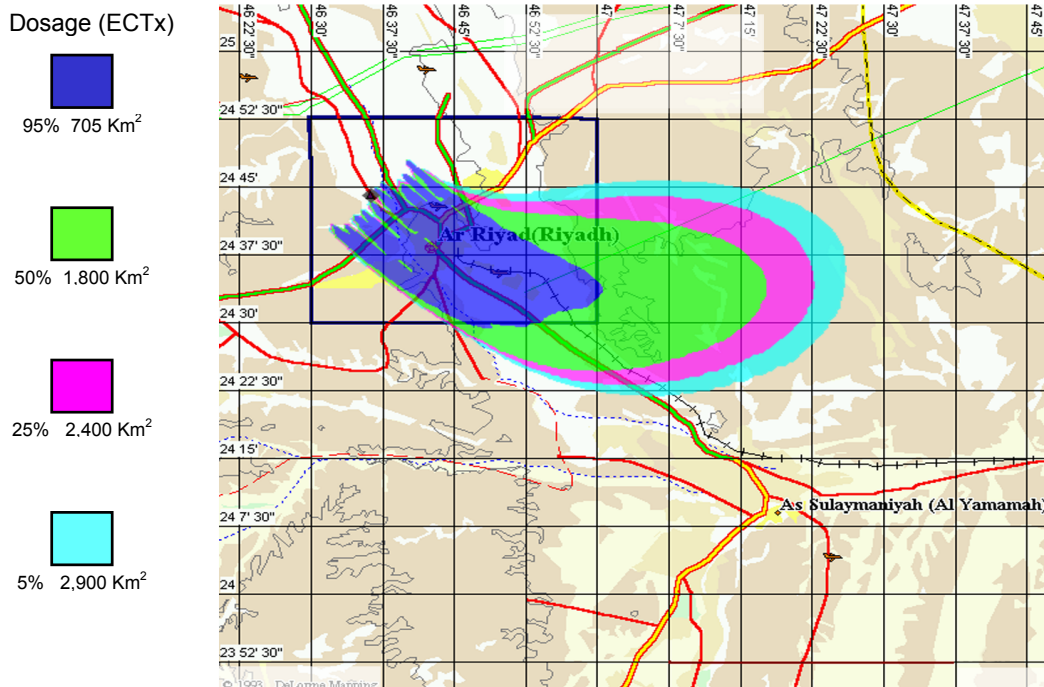 Dosage (ECTx)
95% 705 Km²
50% 1.800 Km²
25% 2,400 Km²
5% 2,900 Km²
46 22' 30"
46 30'
46 37' 30"
46 45'
46 52' 30"
47
47 7' 30"
47 15'
47 22' 30"
47 30'
47 37' 30"
47 45'
25
24 52' 30"
24 45'
24 37' 30"
24 30'
24 22' 30"
24 15'
24 7' 30"
24
23 52' 30"
Ar Riyad(Riyadh)
As Sulaymaniyah (Al Yamamah)
© 1993 DeLorme Mapping